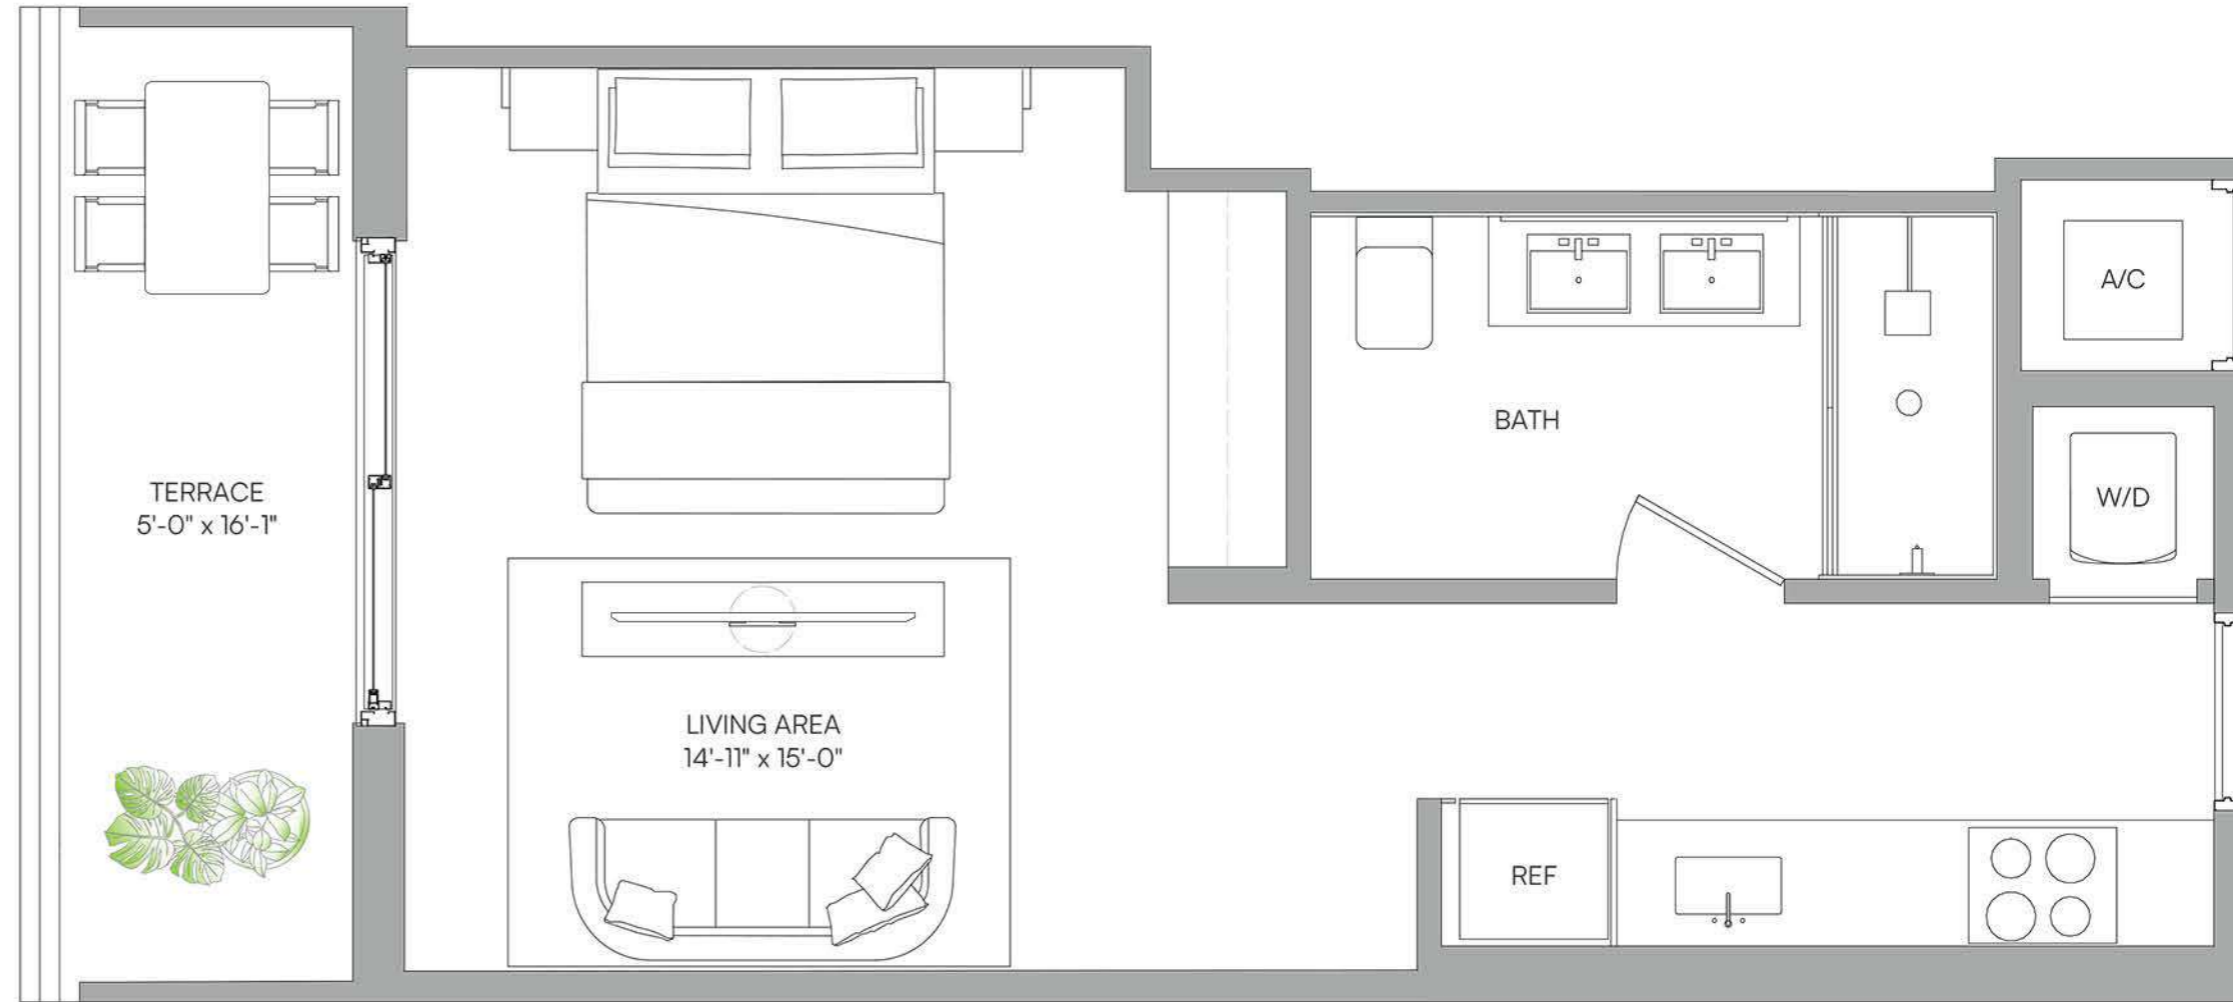 A/C
BATH
W/D
TERRACE
5'-0" x 16'-1"
LIVING AREA
14'-11" x 15'-0"
REF